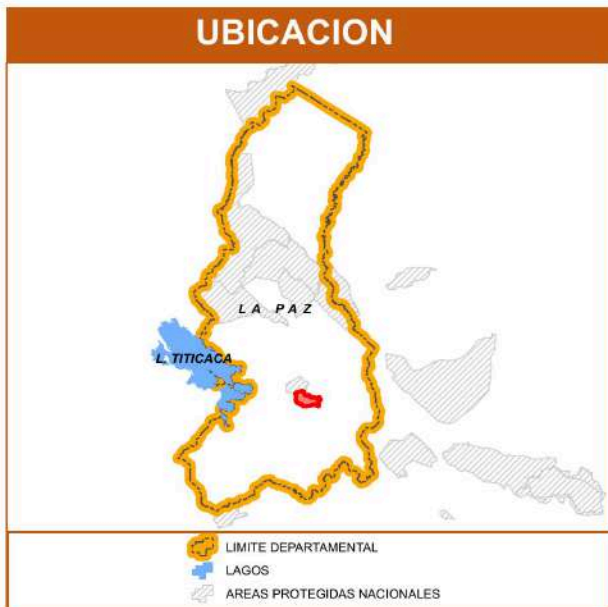 UBICACION
LA PAZ
L. TITICACA
LIMITE DEPARTAMENTAL
LAGOS
AREAS PROTEGIDAS NACIONALES